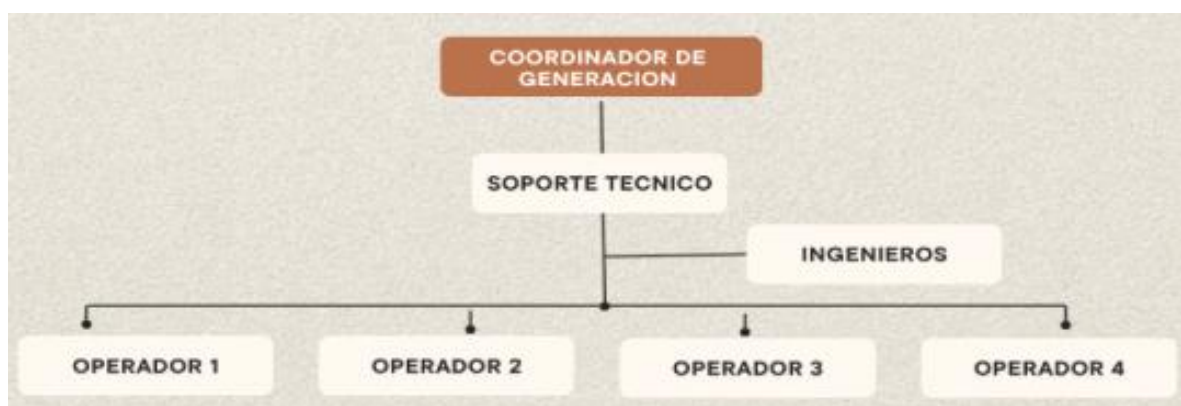 COORDINADOR DE
GENERACION
SOPORTE TECNICO
INGENIEROS
OPERADOR 1
OPERADOR 2
OPERADOR 3
OPERADOR 4